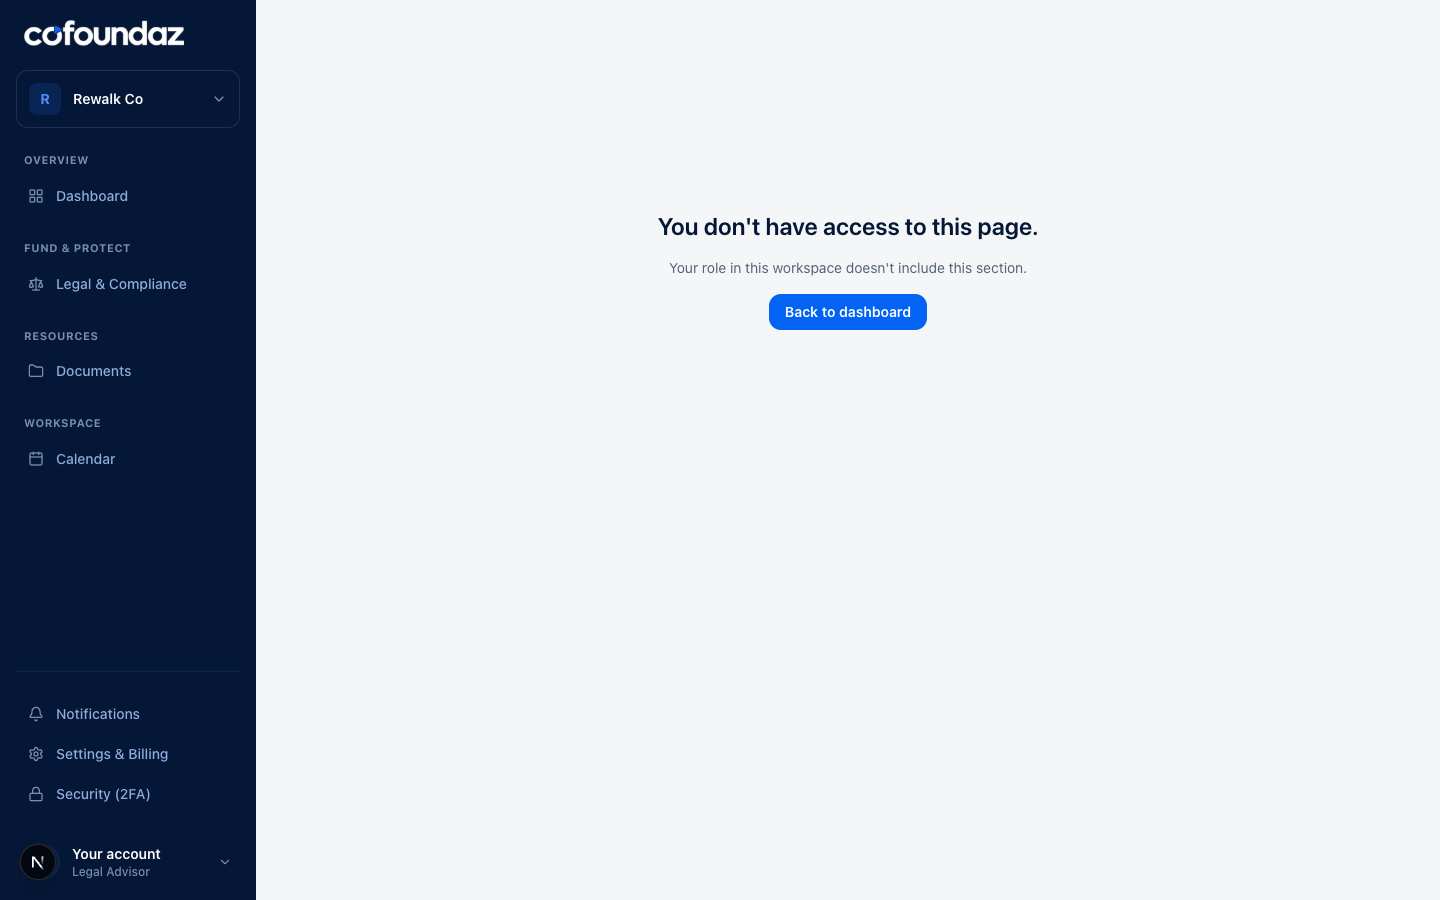 cofoundaz
R
Rewalk Co
OVERVIEW
Dashboard
FUND & PROTECT
Legal & Compliance
RESOURCES
Documents
WORKSPACE
Calendar
Notifications
Settings & Billing
Security (2FA)
N
Your account
Legal Advisor
You don't have access to this page.
Your role in this workspace doesn't include this section.
Back to dashboard